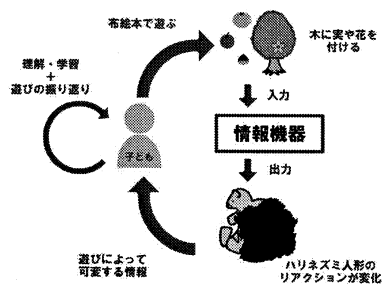 布絵本で遊ぶ
木に実や花を
付ける
理解・学習
+
遊びの振り返り
入力
情報機器
子ども
出力
遊びによって
可変する情報
ハリネズミ人形の
リアクションが変化